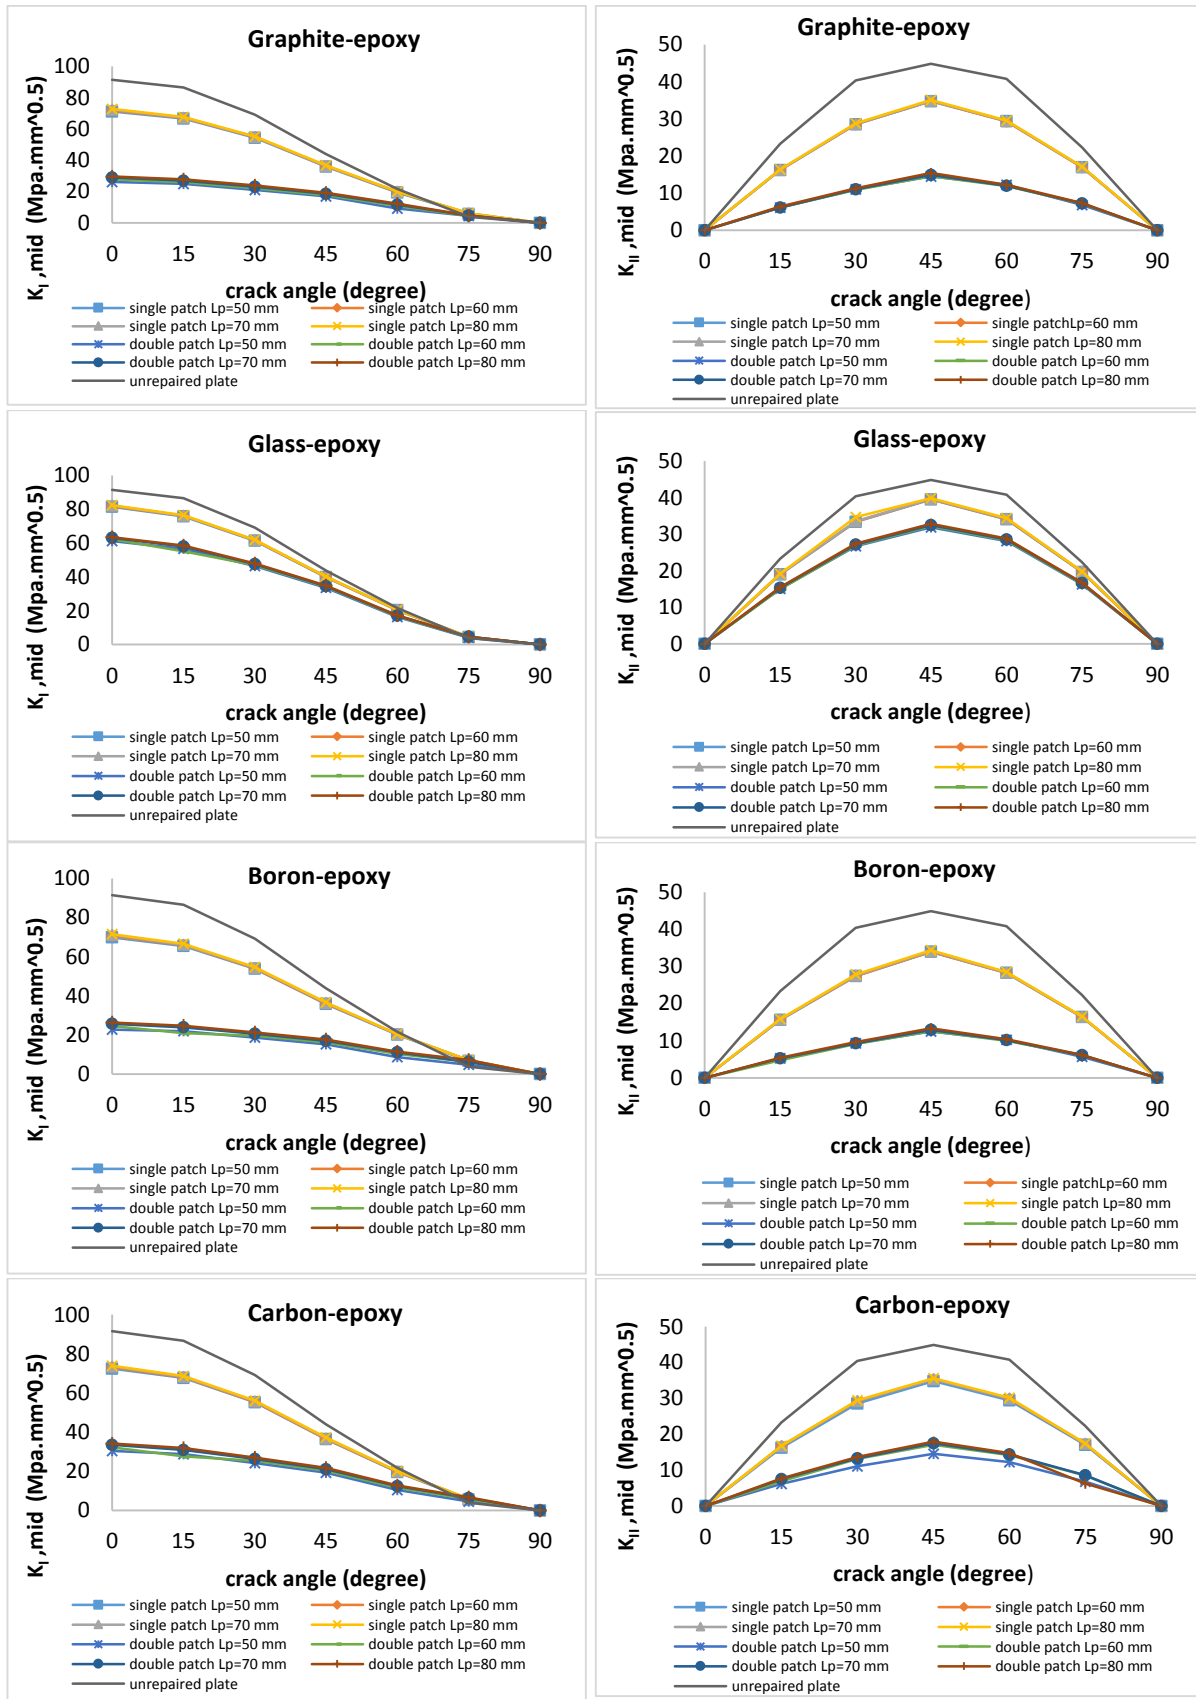 Graphite-epoxy
K I ,mid (Mpa.mm^0.5)
100
80
60
40
20
0
0 15 30 45 60 75 90
crack angle (degree)
single patch Lp=50 mm single patch Lp=60 mm
single patch Lp=70 mm single patch Lp=80 mm
double patch Lp=50 mm double patch Lp=60 mm
double patch Lp=70 mm double patch Lp=80 mm
unrepaired plate
Graphite-epoxy
K II ,mid (Mpa.mm^0.5)
50
40
30
20
10
0
0 15 30 45 60 75 90
crack angle (degree)
single patch Lp=50 mm single patchLp=60 mm
single patch Lp=70 mm single patch Lp=80 mm
double patch Lp=50 mm double patch Lp=60 mm
double patch Lp=70 mm double patch Lp=80 mm
unrepaired plate
Glass-epoxy
K I ,mid (Mpa.mm^0.5)
100
80
60
40
20
0
0 15 30 45 60 75 90
crack angle (degree)
single patch Lp=50 mm single patch Lp=60 mm
single patch Lp=70 mm single patch Lp=80 mm
double patch Lp=50 mm double patch Lp=60 mm
double patch Lp=70 mm double patch Lp=80 mm
unrepaired plate
Glass-epoxy
K II ,mid (Mpa.mm^0.5)
50
40
30
20
10
0
0 15 30 45 60 75 90
crack angle (degree)
single patch Lp=50 mm single patch Lp=60 mm
single patch Lp=70 mm single patch Lp=80 mm
double patch Lp=50 mm double patch Lp=60 mm
double patch Lp=70 mm double patch Lp=80 mm
unrepaired plate
Boron-epoxy
K I ,mid (Mpa.mm^0.5)
100
80
60
40
20
0
0 15 30 45 60 75 90
crack angle (degree)
single patch Lp=50 mm single patch Lp=60 mm
single patch Lp=70 mm single patch Lp=80 mm
double patch Lp=50 mm double patch Lp=60 mm
double patch Lp=70 mm double patch Lp=80 mm
unrepaired plate
Boron-epoxy
K II ,mid (Mpa.mm^0.5)
50
40
30
20
10
0
0 15 30 45 60 75 90
crack angle (degree)
single patch Lp=50 mm single patchLp=60 mm
single patch Lp=70 mm single patch Lp=80 mm
double patch Lp=50 mm double patch Lp=60 mm
double patch Lp=70 mm double patch Lp=80 mm
unrepaired plate
Carbon-epoxy
K I ,mid (Mpa.mm^0.5)
100
80
60
40
20
0
0 15 30 45 60 75 90
crack angle (degree)
single patch Lp=50 mm single patch Lp=60 mm
single patch Lp=70 mm single patch Lp=80 mm
double patch Lp=50 mm double patch Lp=60 mm
double patch Lp=70 mm double patch Lp=80 mm
unrepaired plate
Carbon-epoxy
K II ,mid (Mpa.mm^0.5)
50
40
30
20
10
0
0 15 30 45 60 75 90
crack angle (degree)
single patch Lp=50 mm single patch Lp=60 mm
single patch Lp=70 mm single patch Lp=80 mm
double patch Lp=50 mm double patch Lp=60 mm
double patch Lp=70 mm double patch Lp=80 mm
unrepaired plate